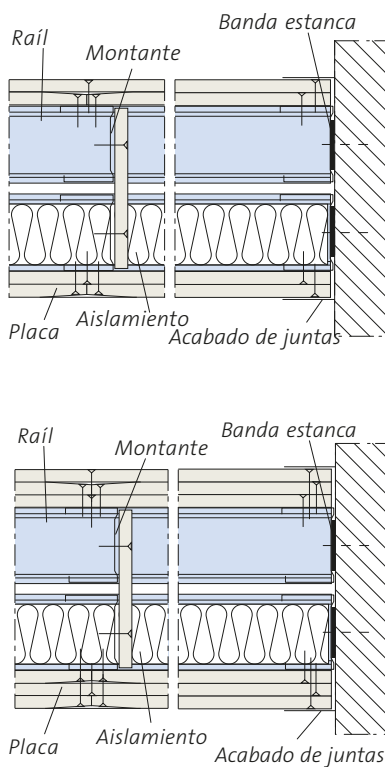 Banda estanca
Raíl
Montante
Placa
Aislamiento
Acabado de juntas
Banda estanca
Raíl
Montante
Placa
Aislamiento
Acabado de juntas